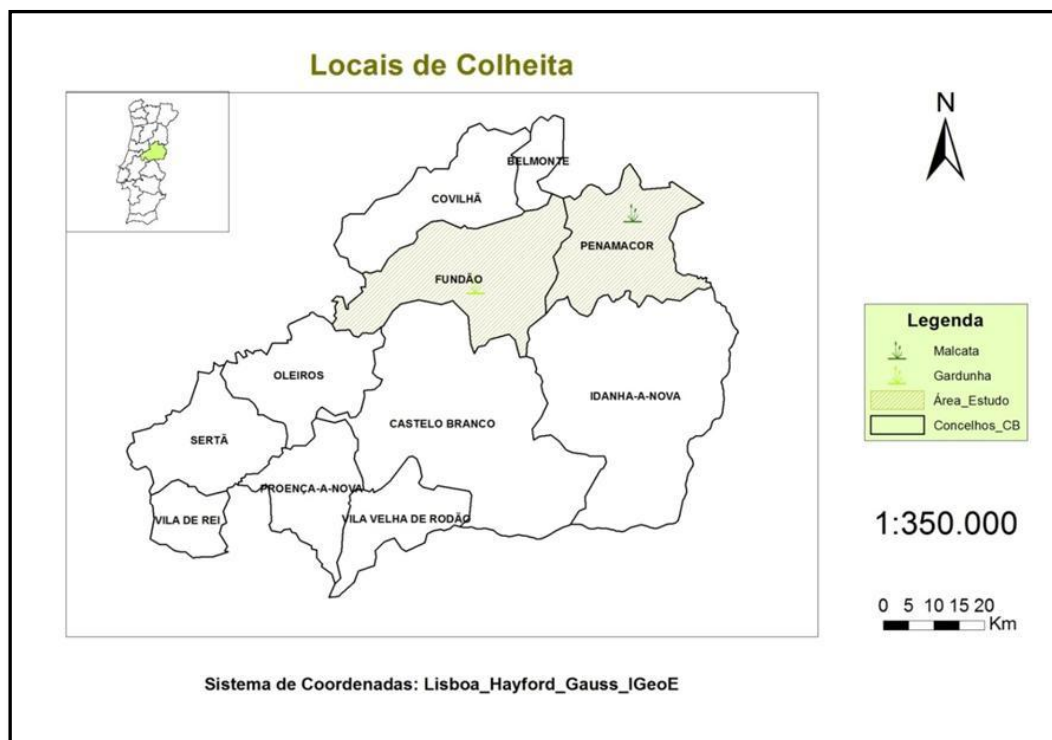 Locais de Colheita
N
BELMONTE
COVILHÃ
PENAMACOR
FUNDÃO
OLEIROS
IDANHA-A-NOVA
CASTELO BRANCO
SERTÃ
PROENÇA-A-NOVA
VILA DE REI
VILA VELHA DE RODÃO
Legenda
Malcata
Gardunha
Área_Estudo
Concelhos_CB
1:350.000
0 5 10 15 20
Km
Sistema de Coordenadas: Lisboa_Hayford_Gauss_IGeoE